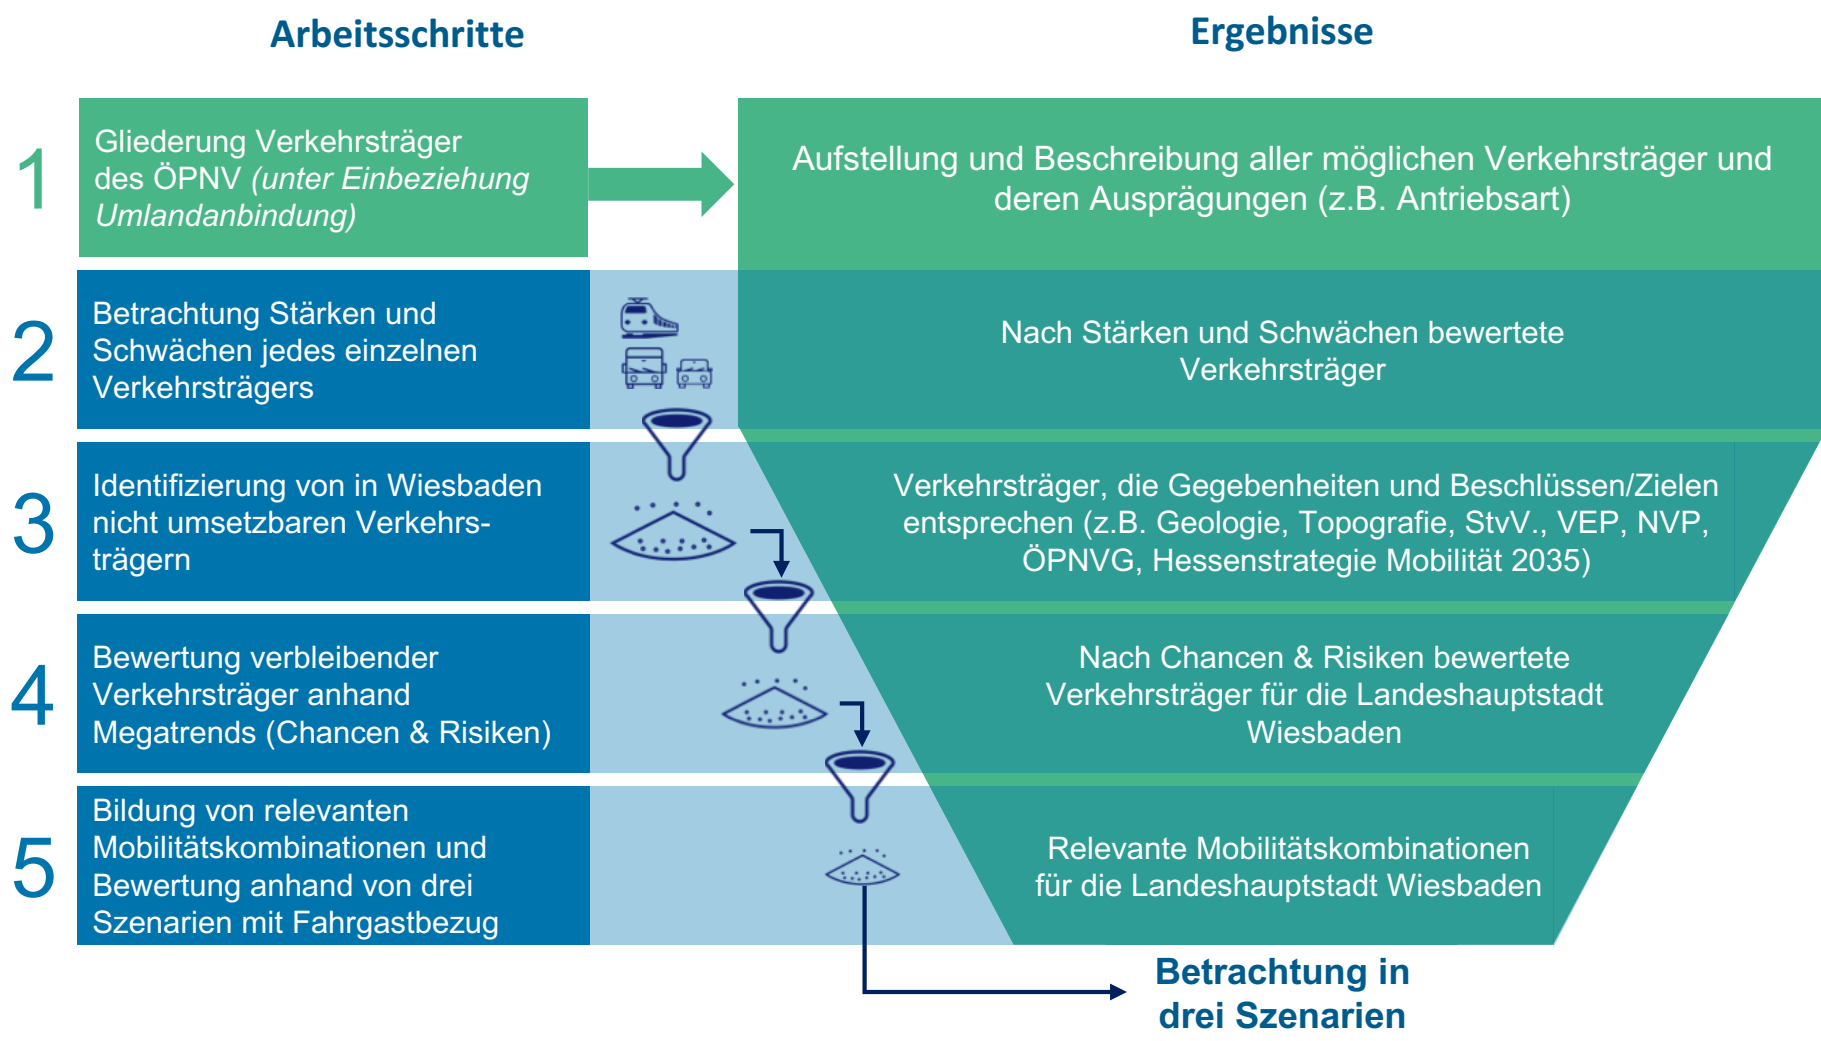 Arbeitsschritte
Ergebnisse
1
Gliederung Verkehrsträger
des ÖPNV (unter Einbeziehung
Umlandanbindung)
Aufstellung und Beschreibung aller möglichen Verkehrsträger und
deren Ausprägungen (z.B. Antriebsart)
2
Betrachtung Stärken und
Schwächen jedes einzelnen
Verkehrsträgers
Nach Stärken und Schwächen bewertete
Verkehrsträger
3
Identifizierung von in Wiesbaden
nicht umsetzbaren Verkehrs-
trägern
Verkehrsträger, die Gegebenheiten und Beschlüssen/Zielen
entsprechen (z.B. Geologie, Topografie, StvV., VEP, NVP,
ÖPNVG, Hessenstrategie Mobilität 2035)
4
Bewertung verbleibender
Verkehrsträger anhand
Megatrends (Chancen & Risiken)
Nach Chancen & Risiken bewertete
Verkehrsträger für die Landeshauptstadt
Wiesbaden
5
Bildung von relevanten
Mobilitätskombinationen und
Bewertung anhand von drei
Szenarien mit Fahrgastbezug
Relevante Mobilitätskombinationen
für die Landeshauptstadt Wiesbaden
Betrachtung in
drei Szenarien